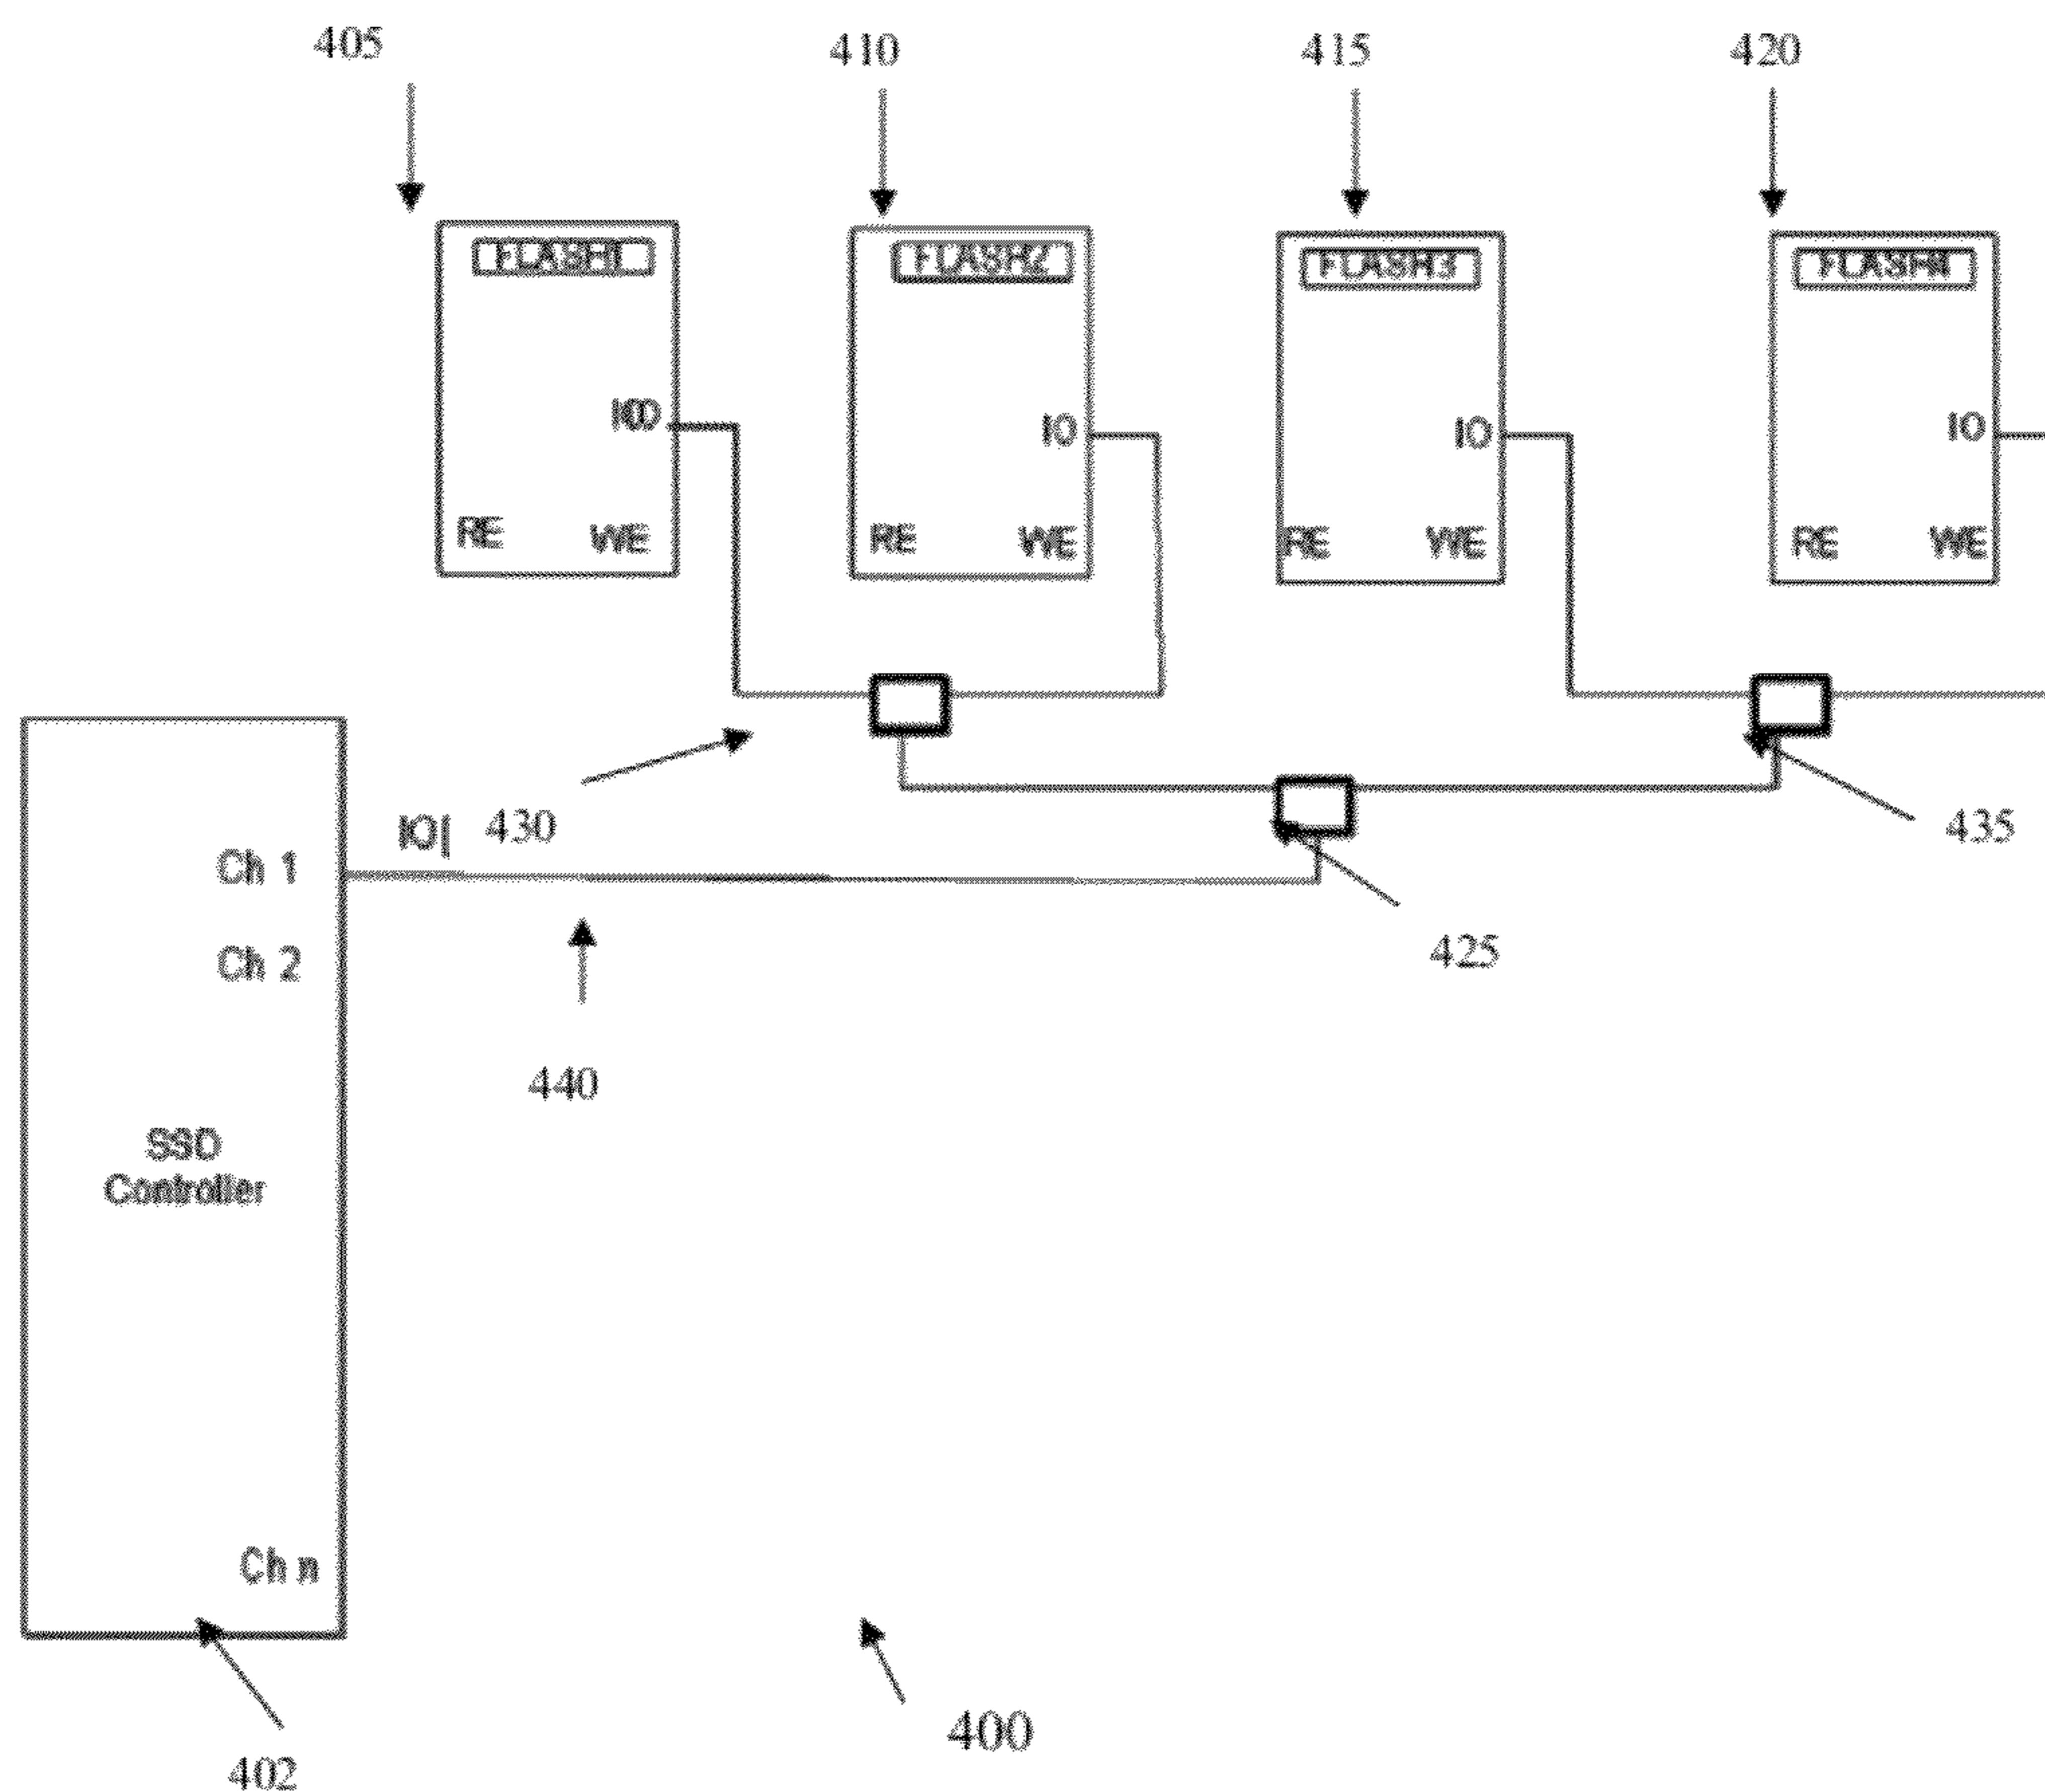 405
410
415
420
FLASH1
FLASH2
FLASH3
FLASH4
IO
IO
IO
RE WE
RE WE
RE WE
RE WE
IO
430
435
Ch 1
425
Ch 2
440
SSD
Controller
Ch n
400
402